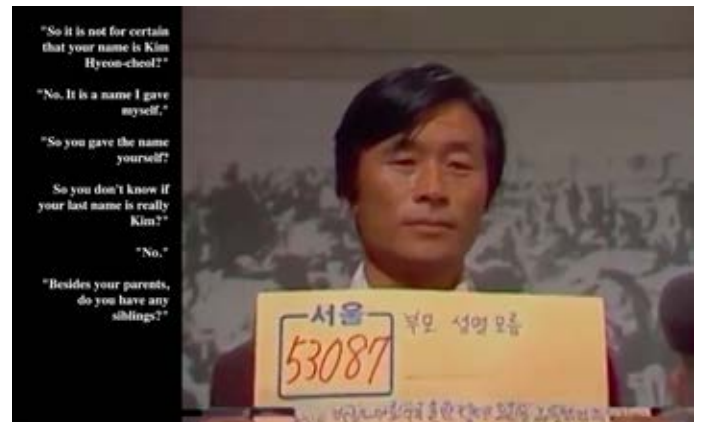 "So it is not for certain
that your name is Kim
Hyeon-cheol?"
"No. It is a name I gave
myself."
"So you gave the name
yourself?
So you don't know if
your last name is really
Kim?"
"No."
"Besides your parents,
do you have any
siblings?"
서울 부모 성명 모름
53087